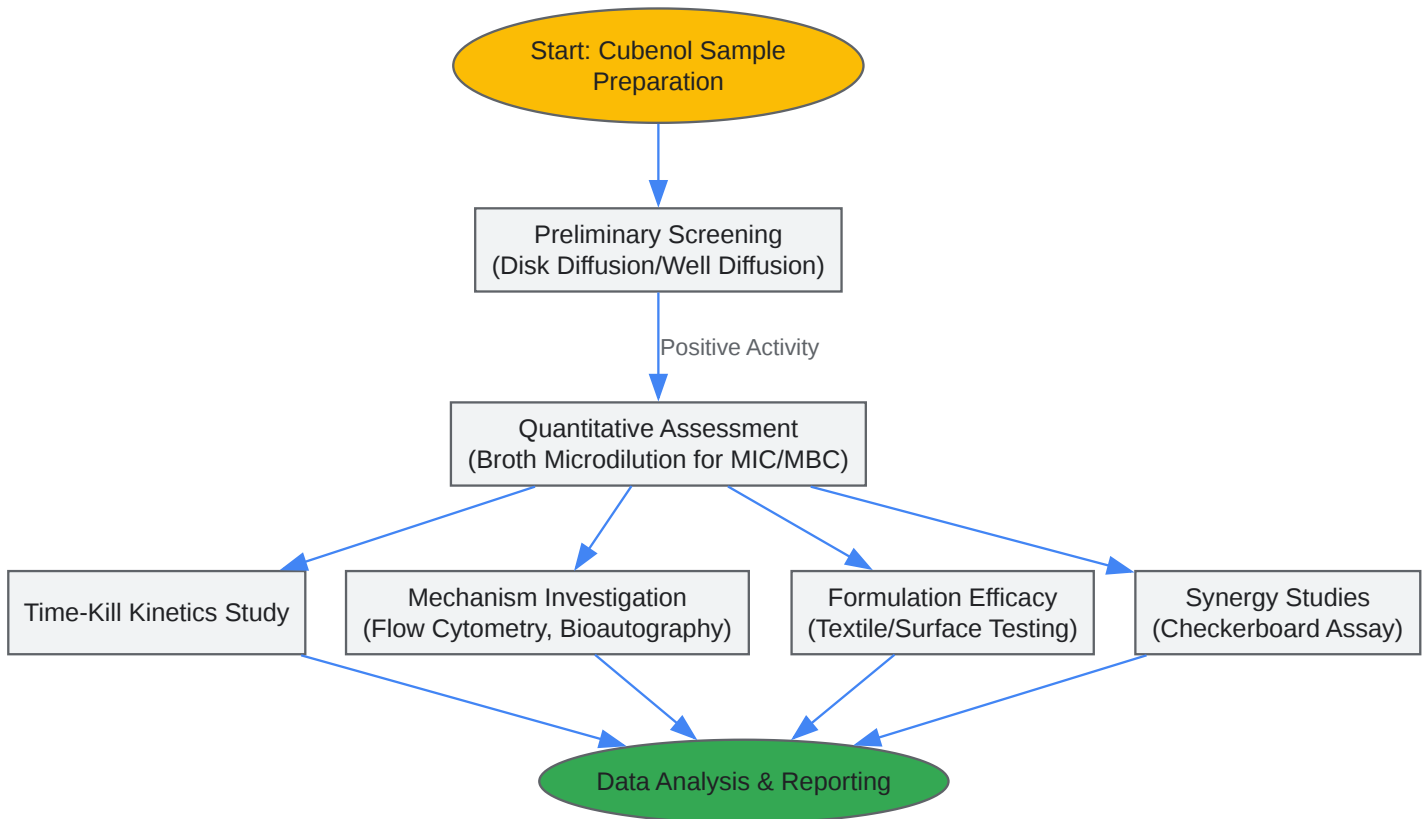 Start: Cubenol Sample
Preparation
Preliminary Screening
(Disk Diffusion/Well Diffusion)
Positive Activity
Quantitative Assessment
(Broth Microdilution for MIC/MBC)
Time-Kill Kinetics Study
Mechanism Investigation
(Flow Cytometry, Bioautography)
Formulation Efficacy
(Textile/Surface Testing)
Synergy Studies
(Checkerboard Assay)
Data Analysis & Reporting